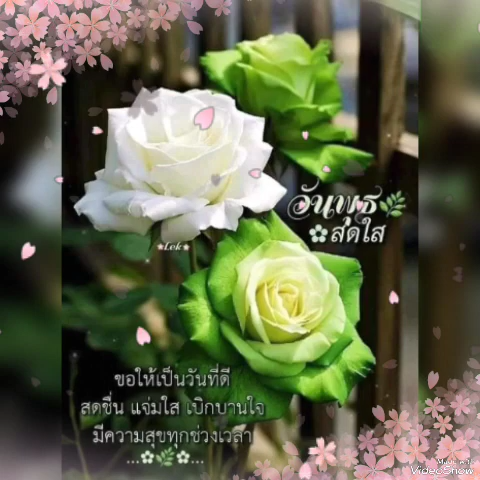 วันพุธ
สดใส
★Lek★
ขอให้เป็นวันที่ดี
สดชื่น แจ่มใส เบิกบานใจ
มีความสุขทุกช่วงเวลา
...
...
Made with
VideoShow